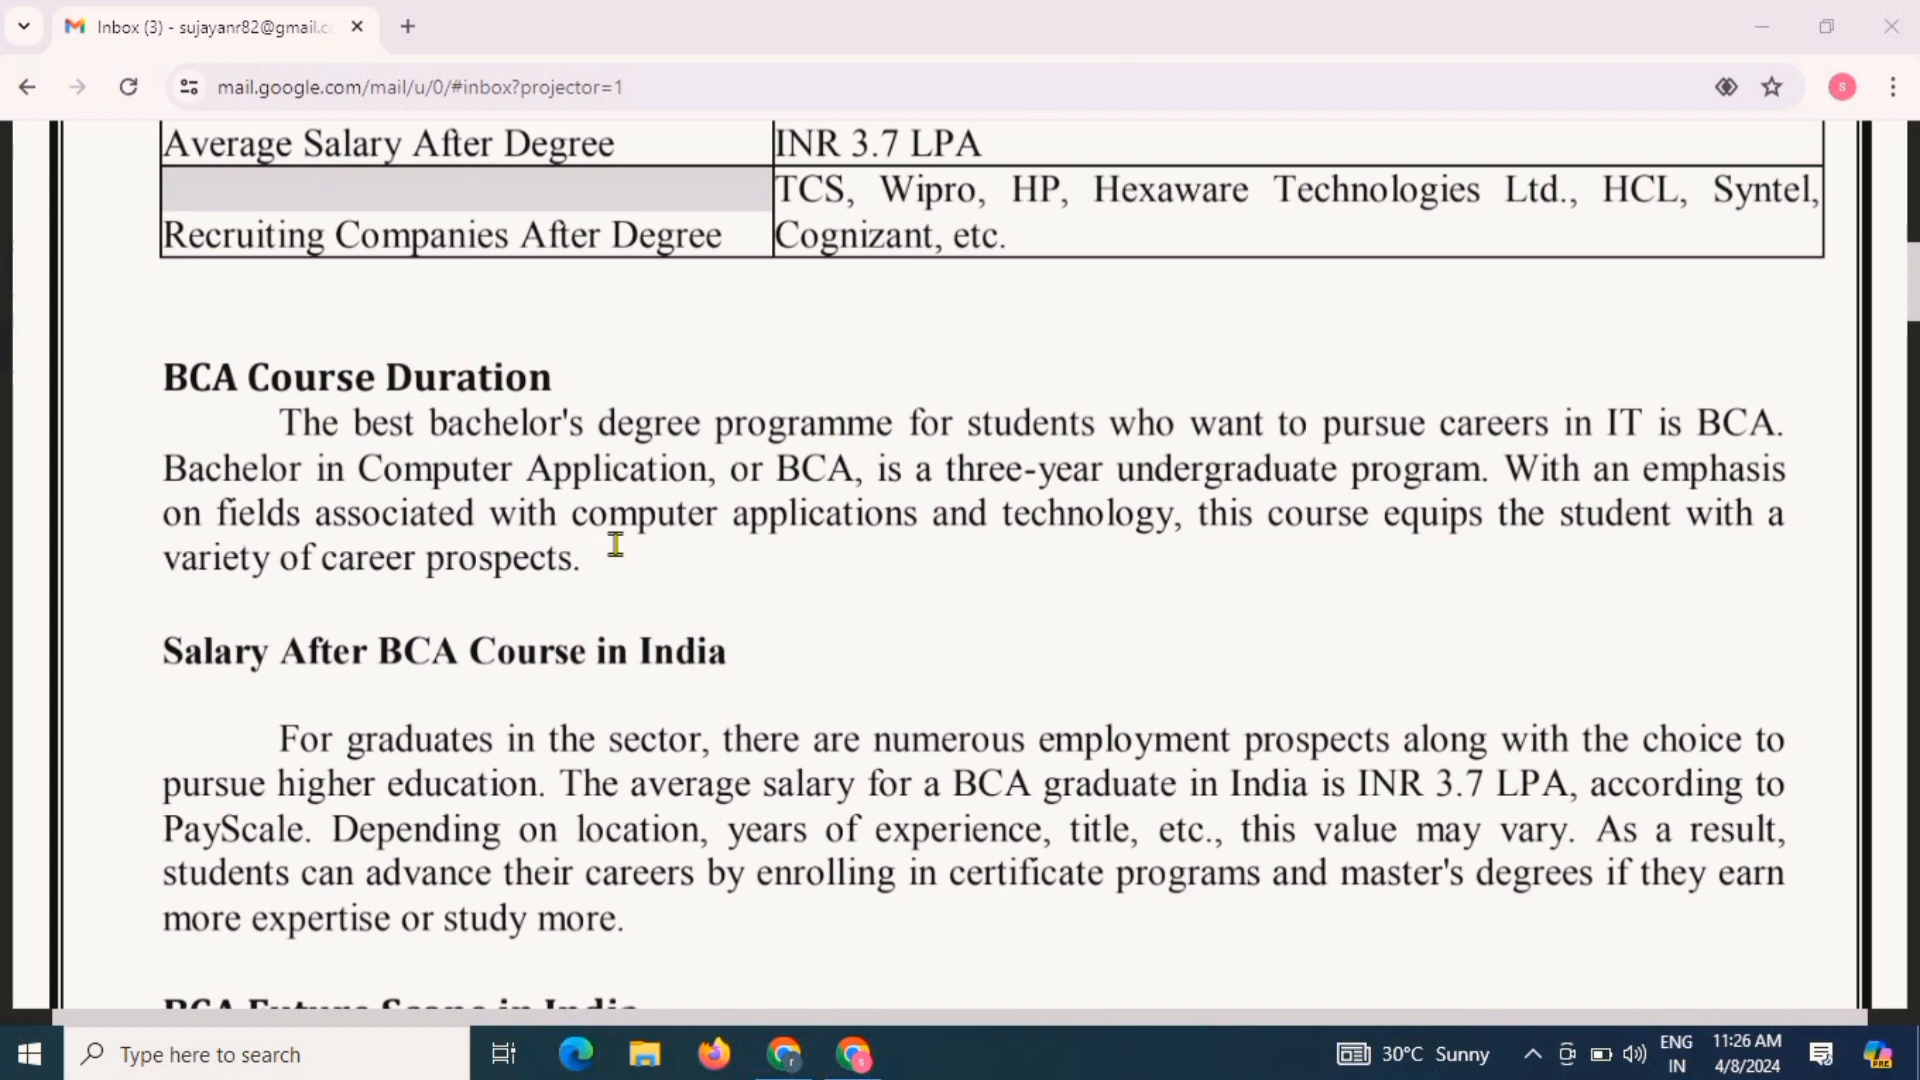 Inbox (3) - sujayanr82@gmail.c
mail.google.com/mail/u/0/#inbox?projector=1
s
Average Salary After Degree
INR 3.7 LPA
Recruiting Companies After Degree
TCS, Wipro, HP, Hexaware Technologies Ltd., HCL, Syntel,
Cognizant, etc.
BCA Course Duration
The best bachelor's degree programme for students who want to pursue careers in IT is BCA.
Bachelor in Computer Application, or BCA, is a three-year undergraduate program. With an emphasis
on fields associated with computer applications and technology, this course equips the student with a
variety of career prospects.
Salary After BCA Course in India
For graduates in the sector, there are numerous employment prospects along with the choice to
pursue higher education. The average salary for a BCA graduate in India is INR 3.7 LPA, according to
PayScale. Depending on location, years of experience, title, etc., this value may vary. As a result,
students can advance their careers by enrolling in certificate programs and master's degrees if they earn
more expertise or study more.
BCA Future Scope in India
Type here to search
r
s
30°C Sunny
ENG
IN
11:26 AM
4/8/2024
PRE